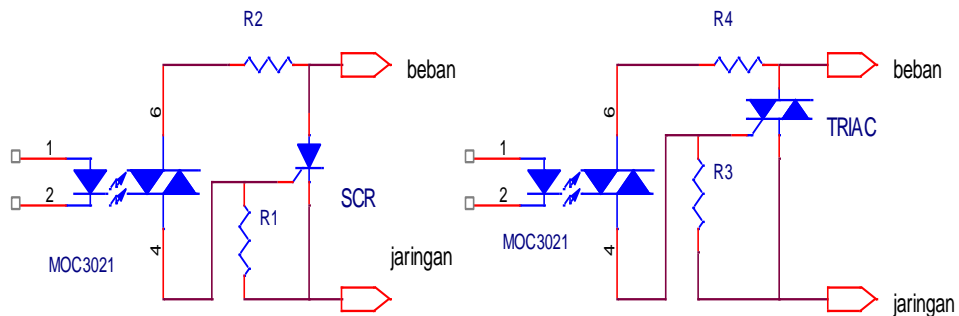 R2
beban
6
1
2
SCR
R1
4
MOC3021
jaringan
R4
beban
6
TRIAC
1
2
R3
4
MOC3021
jaringan